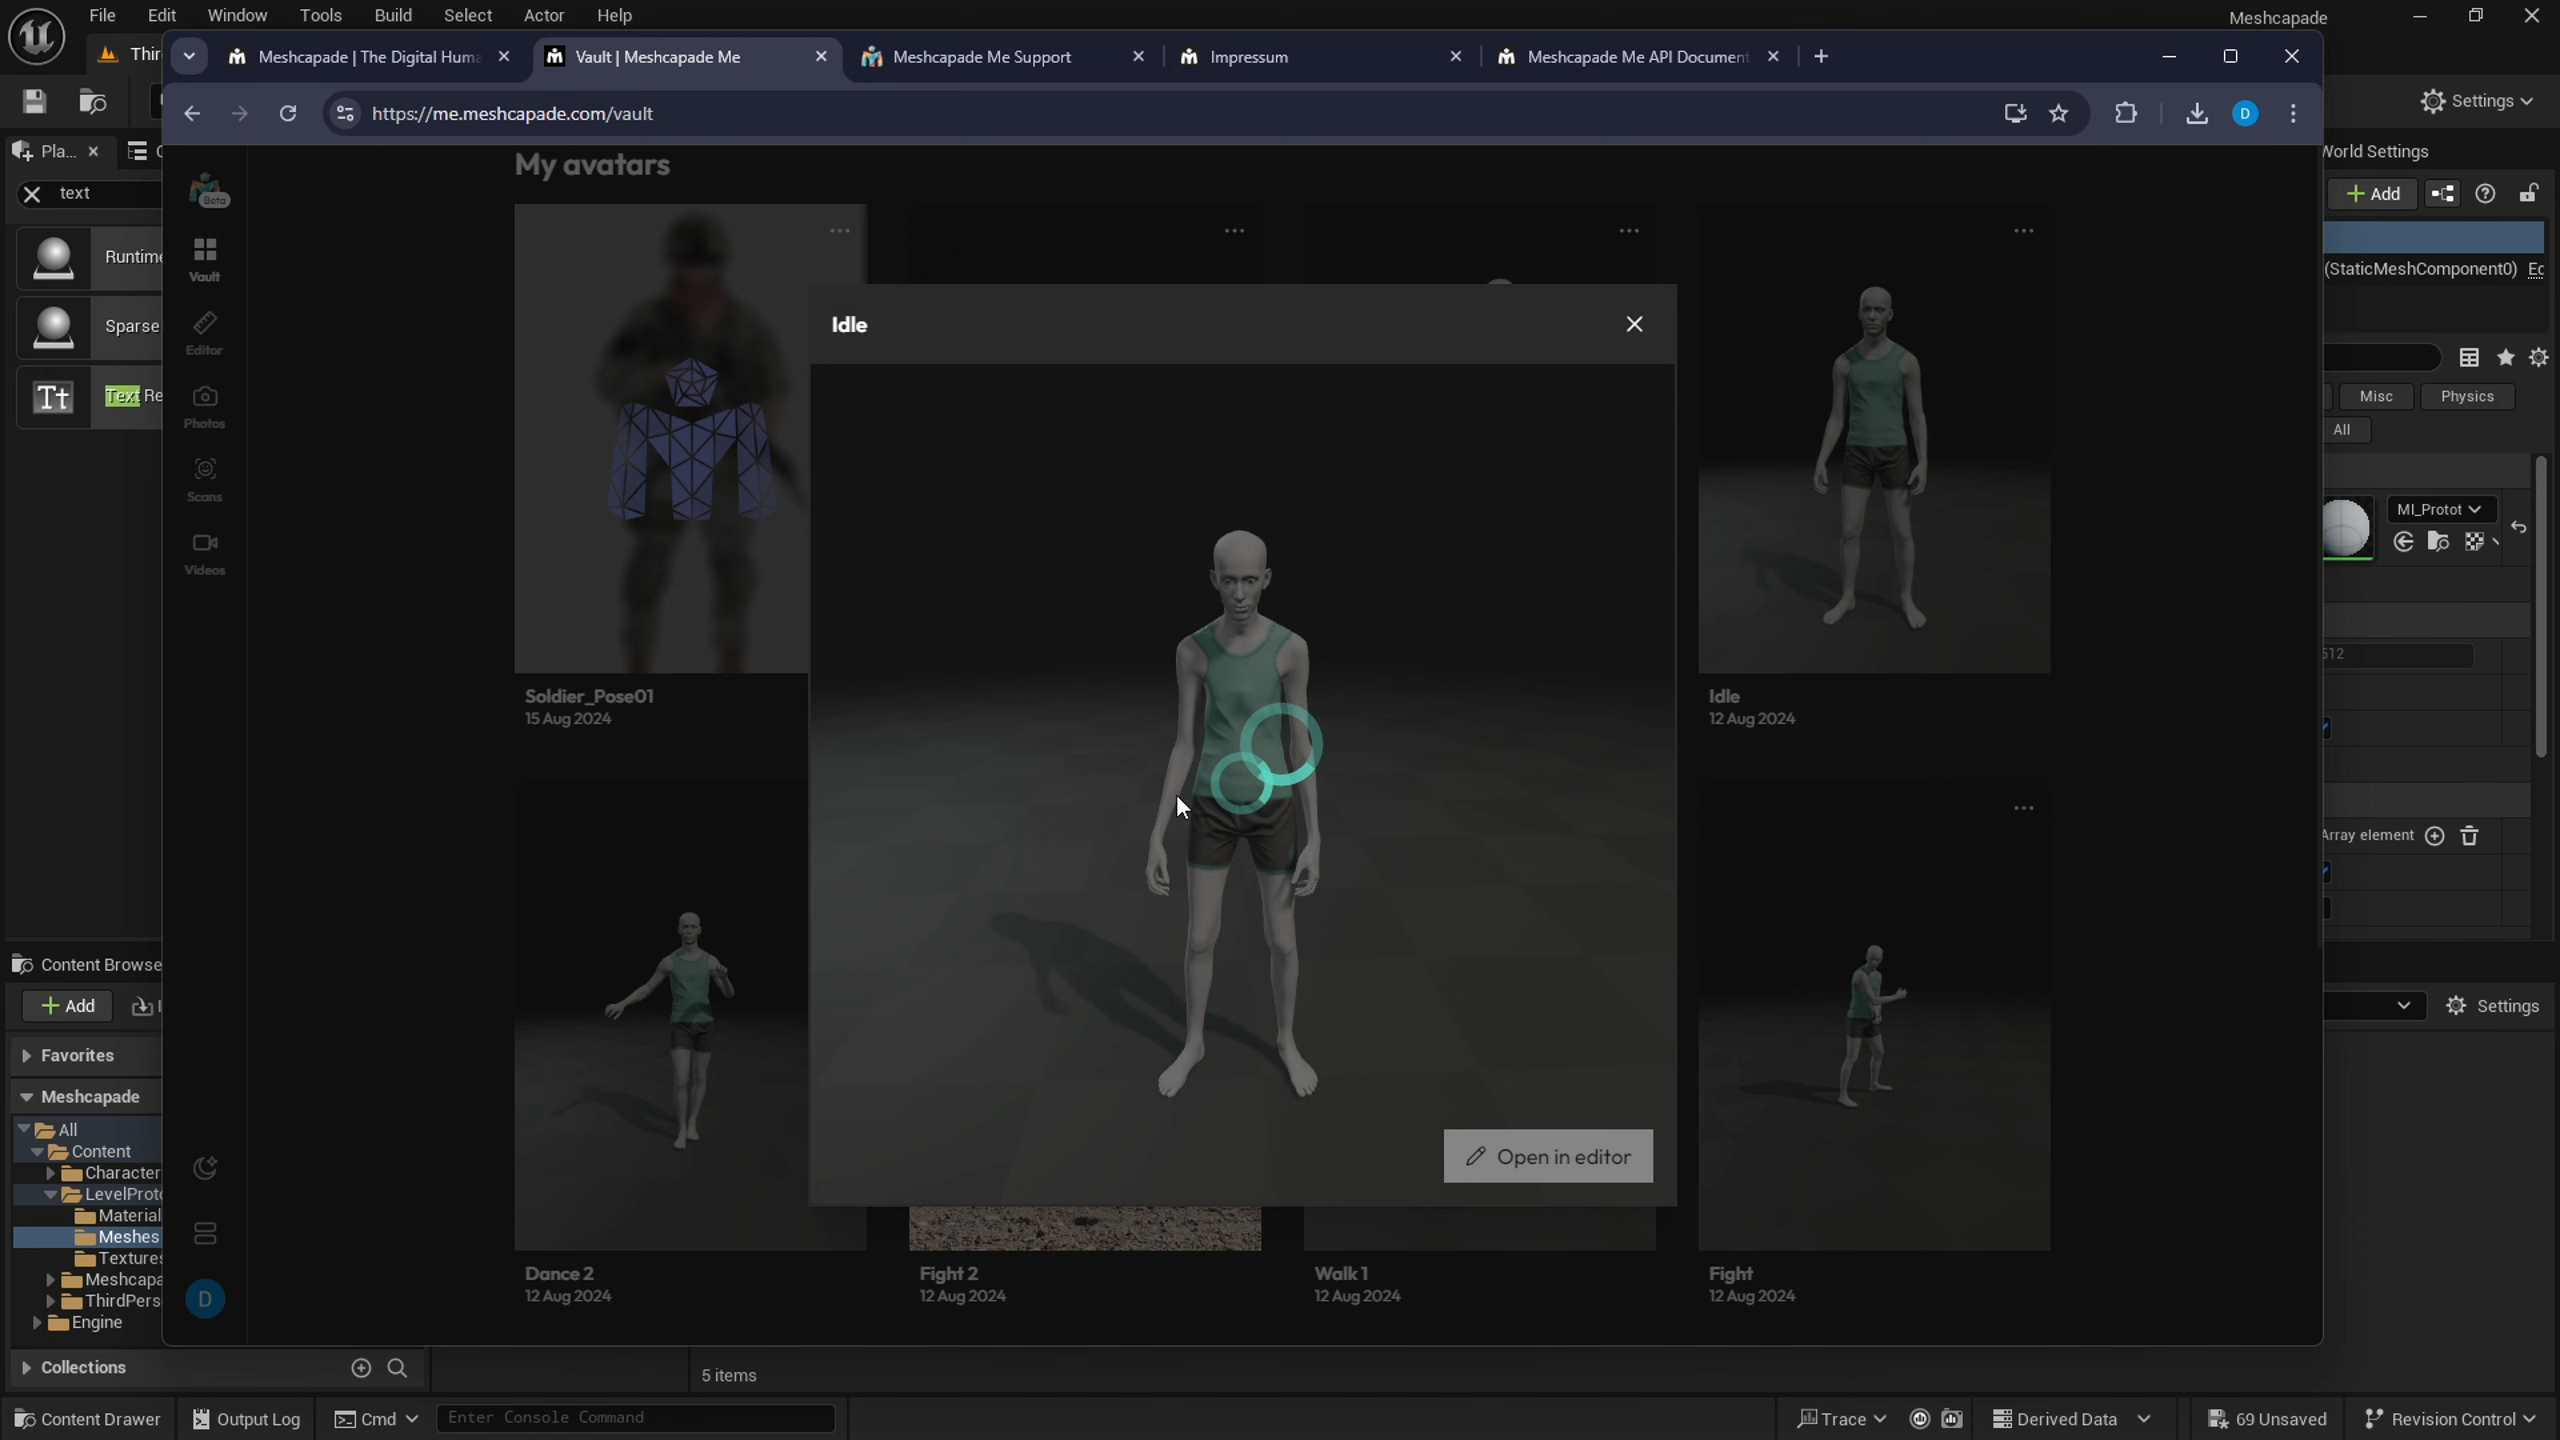 File Edit Window Tools Build Select Actor Help
Meshcapade
Meshcapade | The Digital Huma
Vault | Meshcapade Me
Meshcapade Me Support
Impressum
Meshcapade Me API Document
https://me.meshcapade.com/vault
D
Settings
Pla...
World Settings
text
Add
Runtime
Sparse
Tt
Text Re
(StaticMeshComponent0)
Misc
Physics
All
MI_Protot
512
Array element
Beta
Vault
Editor
Photos
Scans
Videos
D
My avatars
Idle
Open in editor
Soldier_Pose01
15 Aug 2024
Idle
12 Aug 2024
Dance 2
12 Aug 2024
Fight 2
12 Aug 2024
Walk 1
12 Aug 2024
Fight
12 Aug 2024
Content Browse
Add
Settings
Favorites
Meshcapade
All
Content
Character
LevelProto
Material
Meshes
Textures
Meshcapa
ThirdPers
Engine
Collections
5 items
Content Drawer
Output Log
Cmd
Enter Console Command
Trace
Derived Data
69 Unsaved
Revision Control